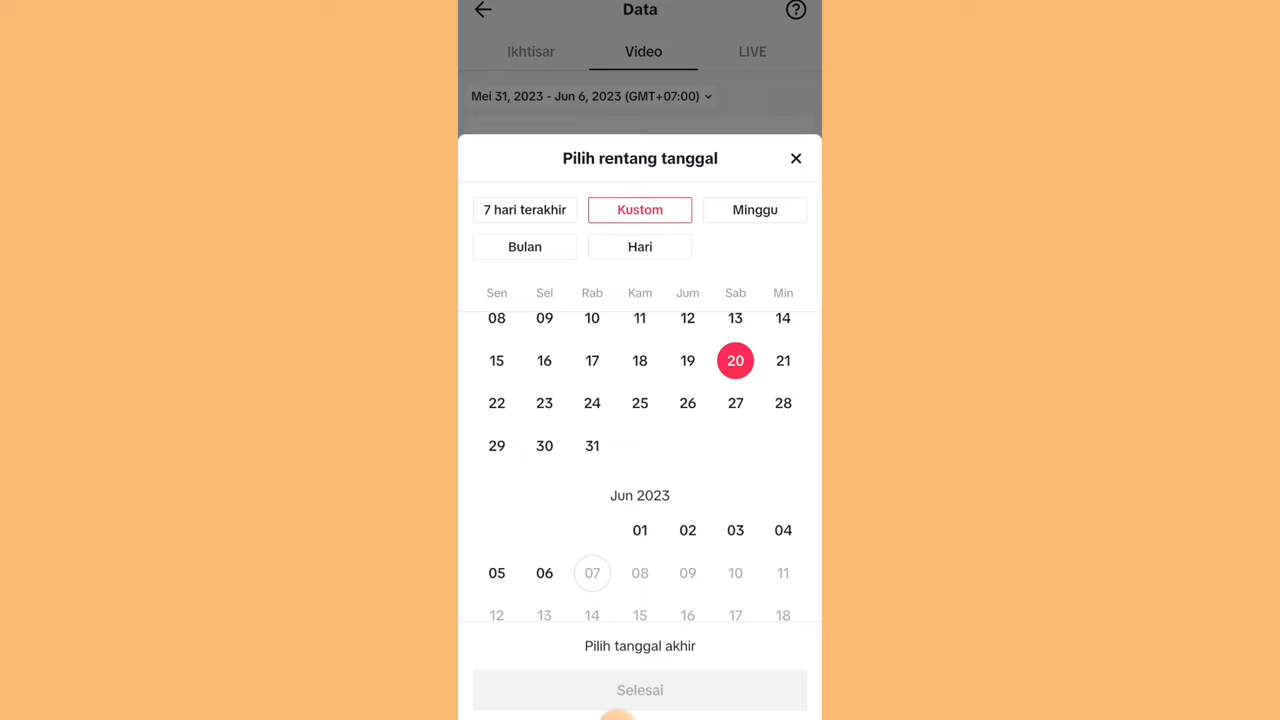 Data
Ikhtisar Video LIVE
Mei 31, 2023 - Jun 6, 2023 (GMT+07:00)
Pilih rentang tanggal
7 hari terakhir Kustom Minggu
Bulan Hari
Sen Sel Rab Kam Jum Sab Min
08 09 10 11 12 13 14
15 16 17 18 19 20 21
22 23 24 25 26 27 28
29 30 31
Jun 2023
01 02 03 04
05 06 07 08 09 10 11
12 13 14 15 16 17 18
Pilih tanggal akhir
Selesai